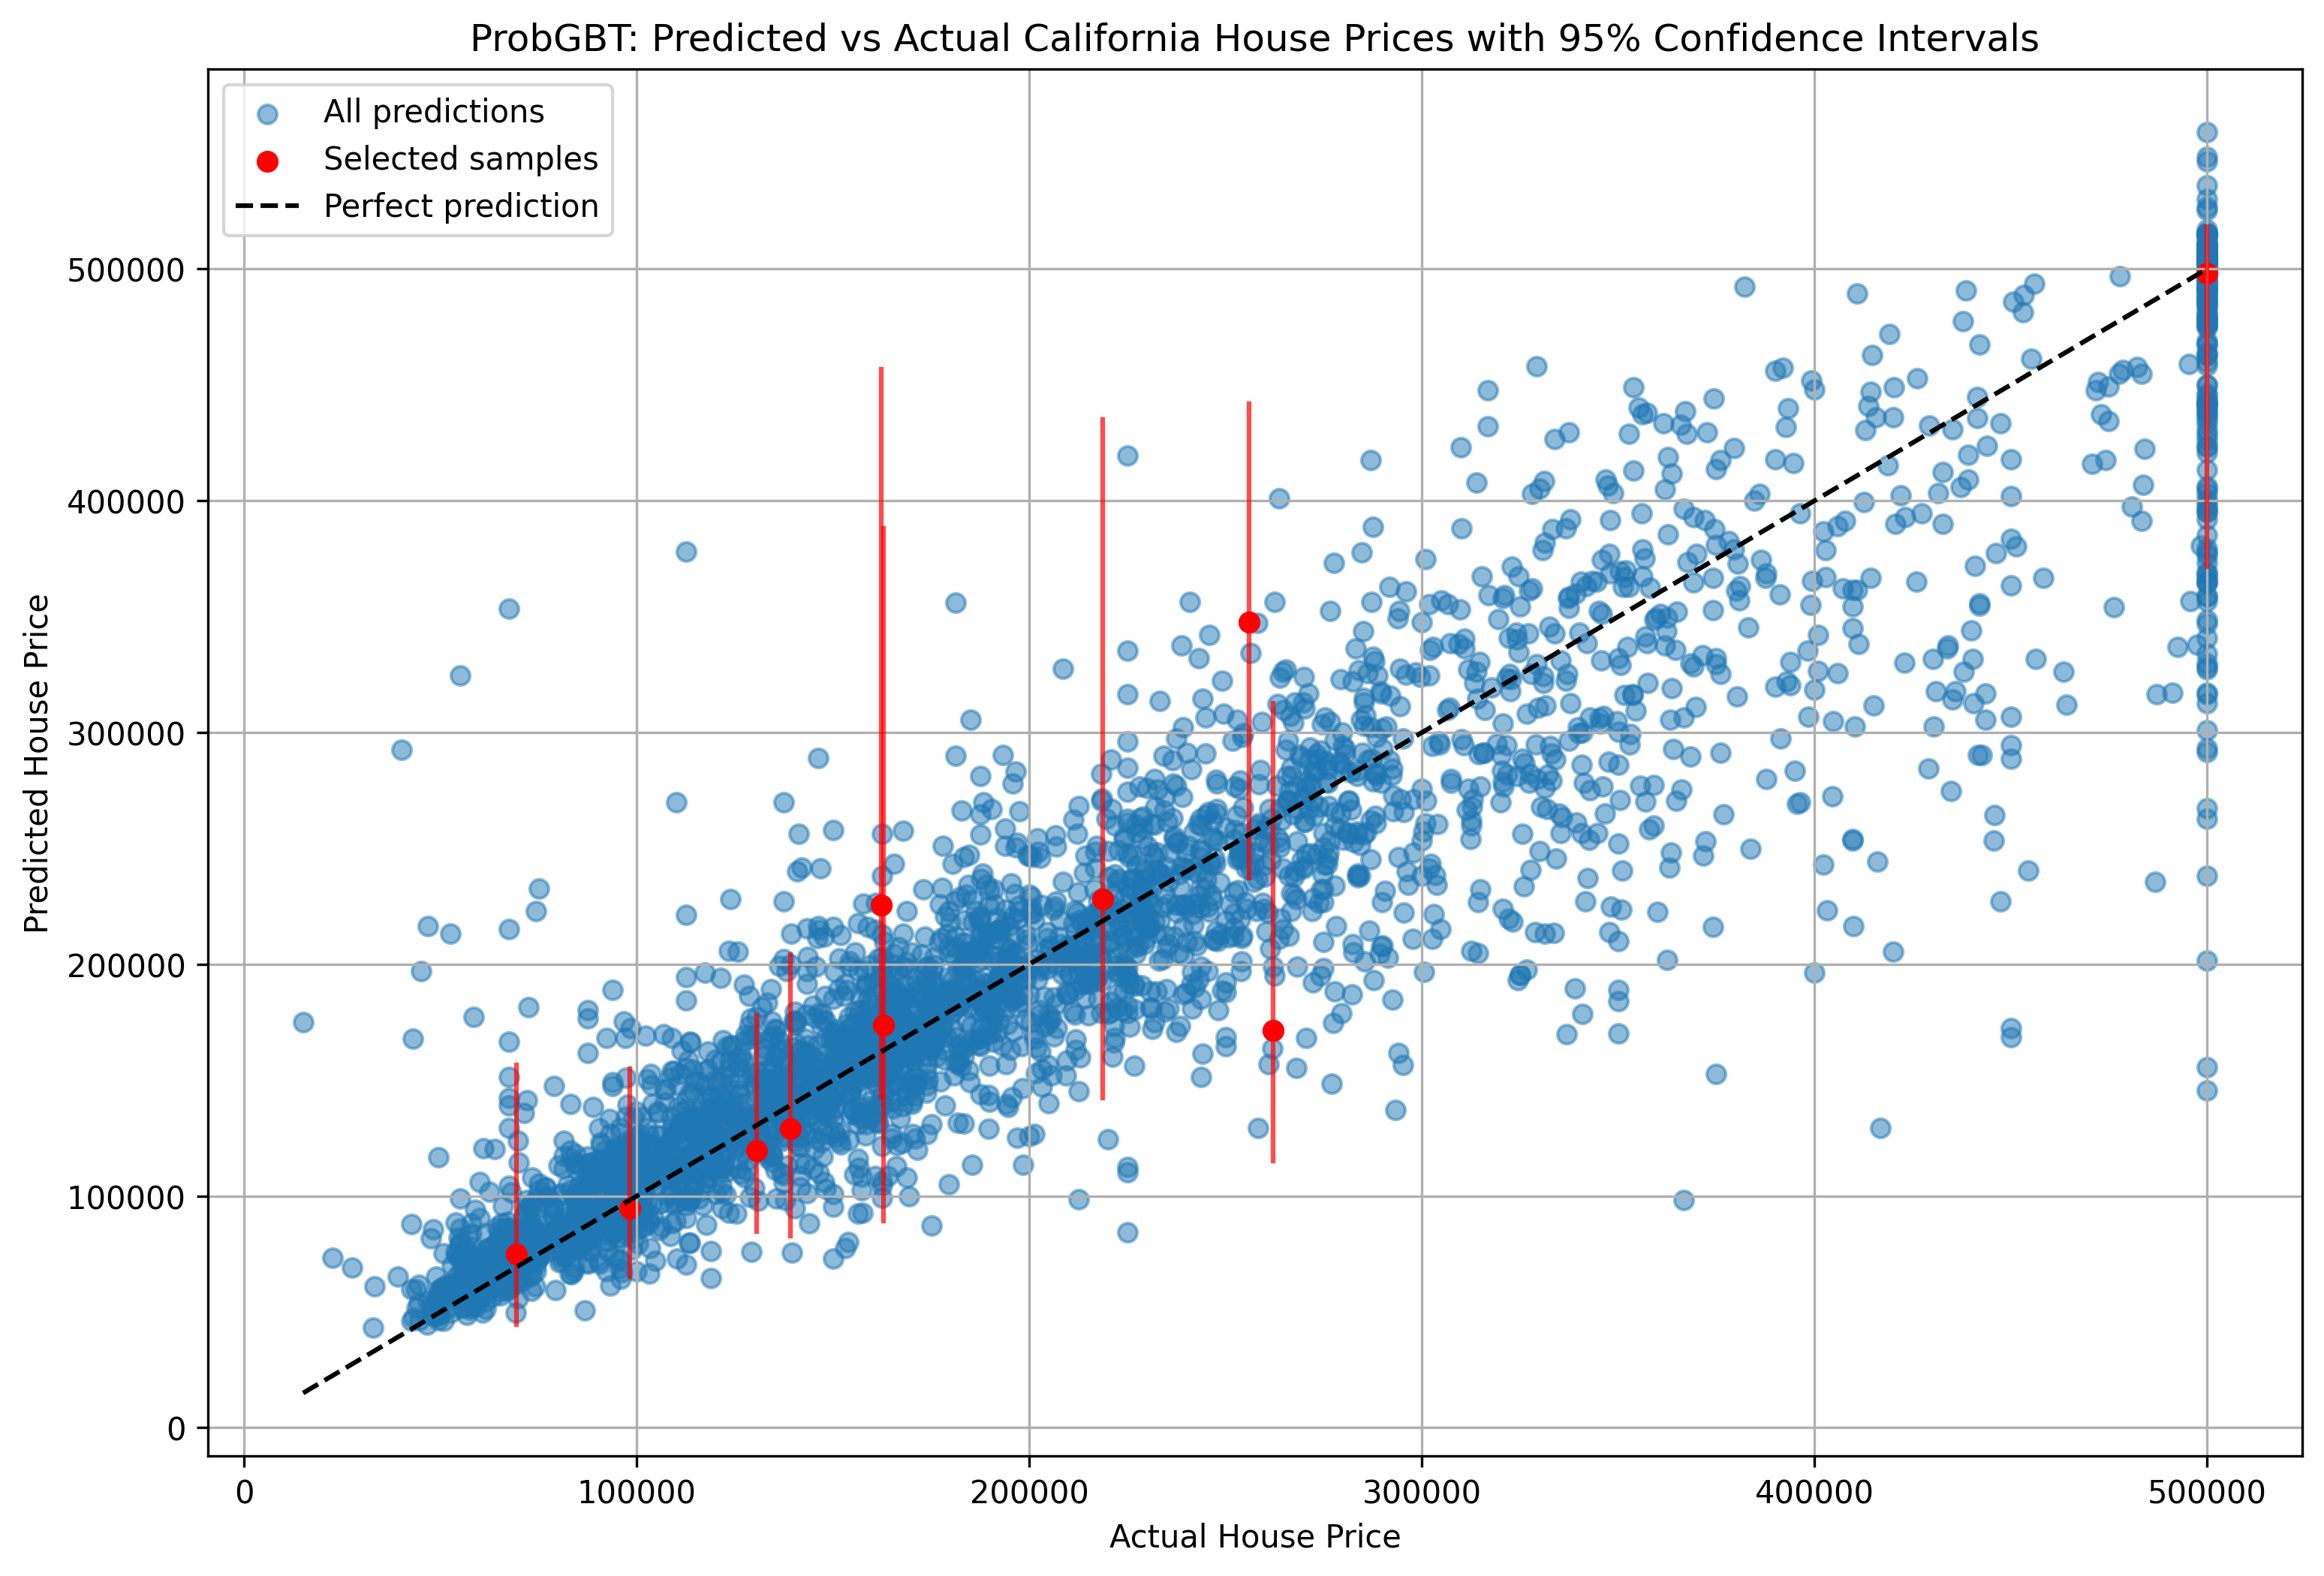 ProbGBT: Predicted vs Actual California House Prices with 95% Confidence Intervals
All predictions
Selected samples
Perfect prediction
Predicted House Price
500000
400000
300000
200000
100000
0
0 100000 200000 300000 400000 500000
Actual House Price